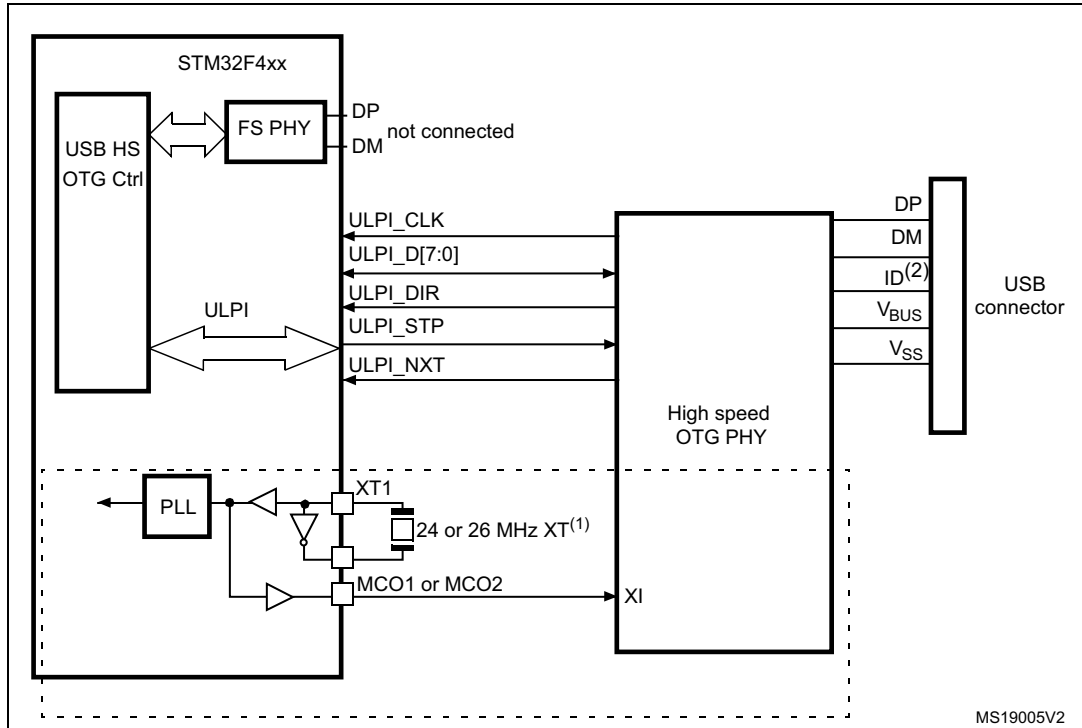 STM32F4xx
FS PHY
DP
DM
not connected
USB HS
OTG Ctrl
ULPI_CLK
ULPI_D[7:0]
ULPI_DIR
ULPI_STP
ULPI_NXT
ULPI
High speed
OTG PHY
DP
DM
ID(2)
VBUS
VSS
USB
connector
PLL
XT1
24 or 26 MHz XT(1)
MCO1 or MCO2
XI
MS19005V2